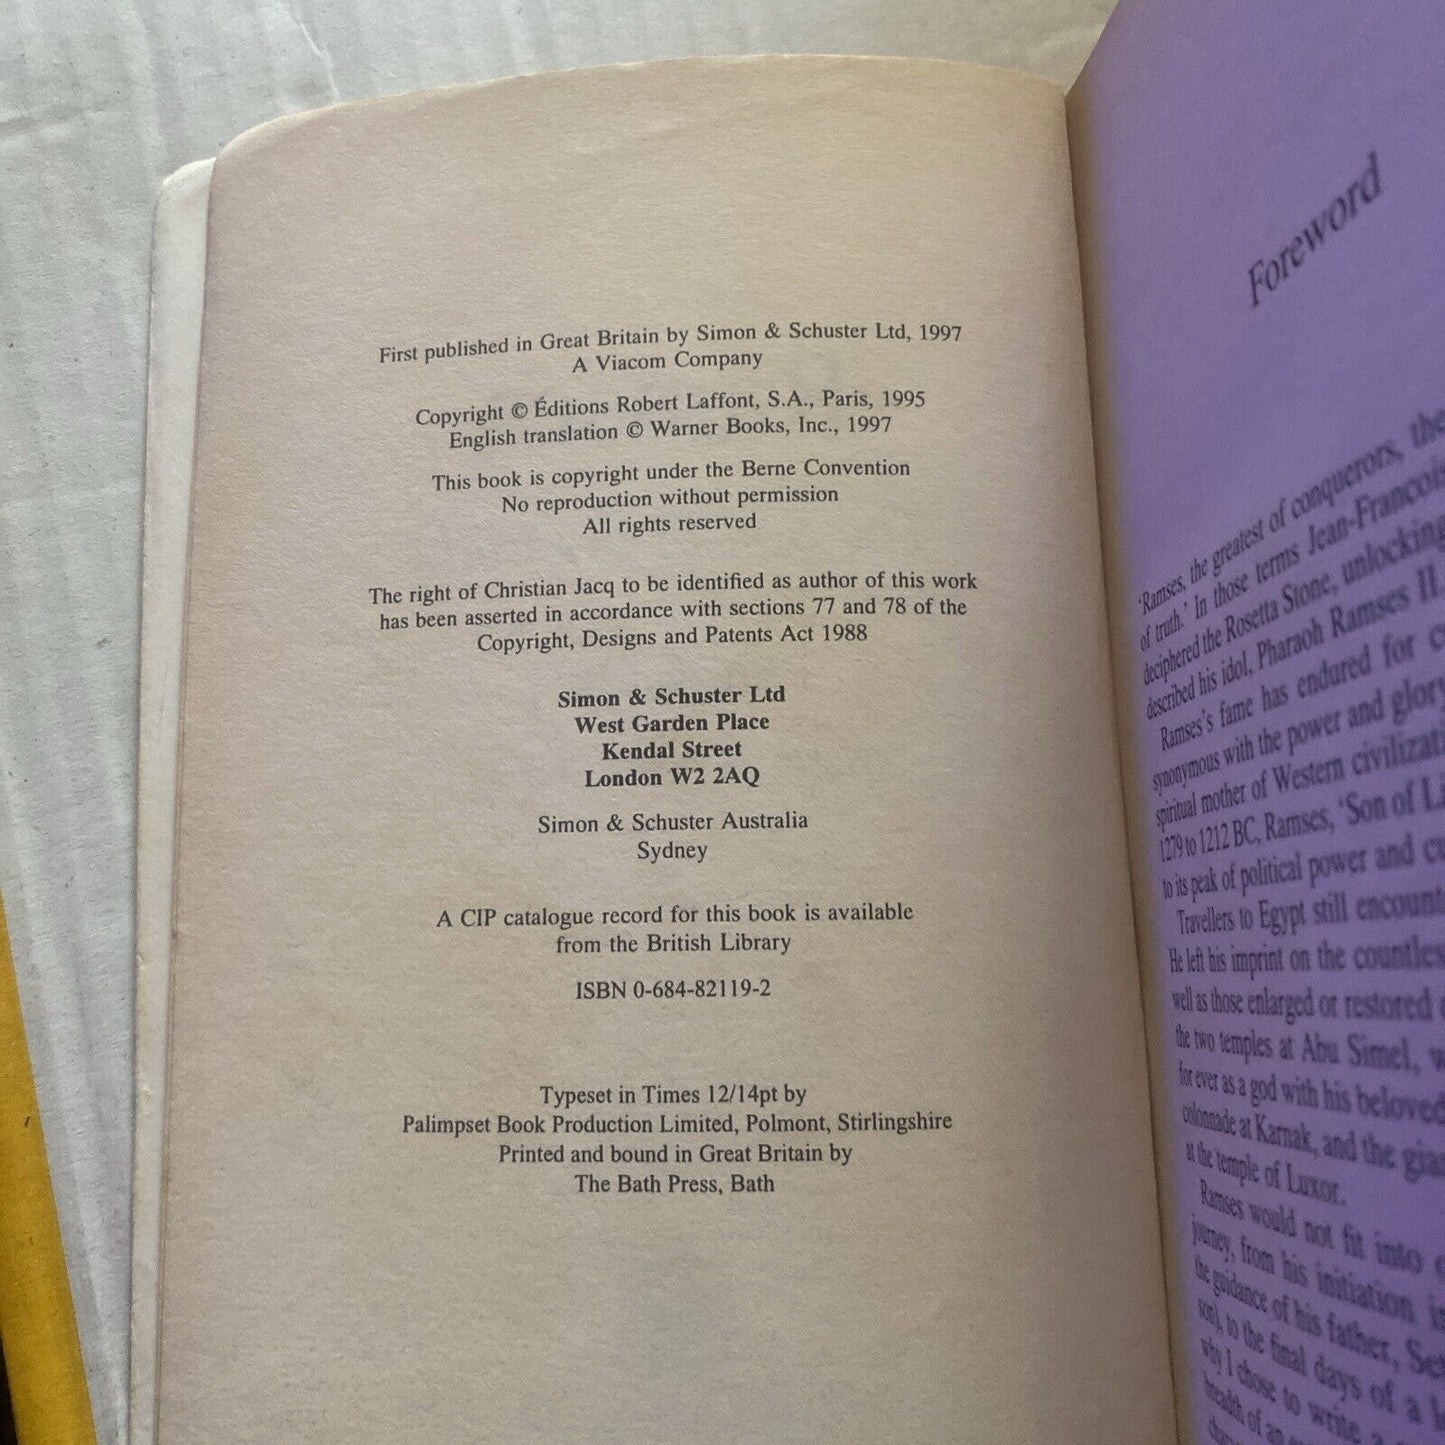 First published in Great Britain by Simon & Schuster Ltd, 1997
A Viacom Company
Copyright © Éditions Robert Laffont, S.A., Paris, 1995
English translation © Warner Books, Inc., 1997
This book is copyright under the Berne Convention
No reproduction without permission
All rights reserved
The right of Christian Jacq to be identified as author of this work
has been asserted in accordance with sections 77 and 78 of the
Copyright, Designs and Patents Act 1988
Simon & Schuster Ltd
West Garden Place
Kendal Street
London W2 2AQ
Simon & Schuster Australia
Sydney
A CIP catalogue record for this book is available
from the British Library
ISBN 0-684-82119-2
Typeset in Times 12/14pt by
Palimpset Book Production Limited, Polmont, Stirlingshire
Printed and bound in Great Britain by
The Bath Press, Bath
Foreword
‘Ramses, the greatest of conquerors, the
of truth.’ In those terms Jean-Francois
deciphered the Rosetta Stone, unlocking
described his idol, Pharaoh Ramses II.
Ramses’s fame has endured for
synonymous with the power and glory
spiritual mother of Western
1279 to 1212 BC, Ramses, ‘Son of
to its peak of political power and
Travellers to Egypt still
He left his imprint on the
well as those enlarged or restored
the two temples at Abu Simel,
for ever as a god with his beloved
colonnade at Karnak, and the
at the temple of Luxor.
Ramses would not fit into
journey, from his initiation
the guidance of his father,
son), to the final days of a
why I chose to write
breadth of an